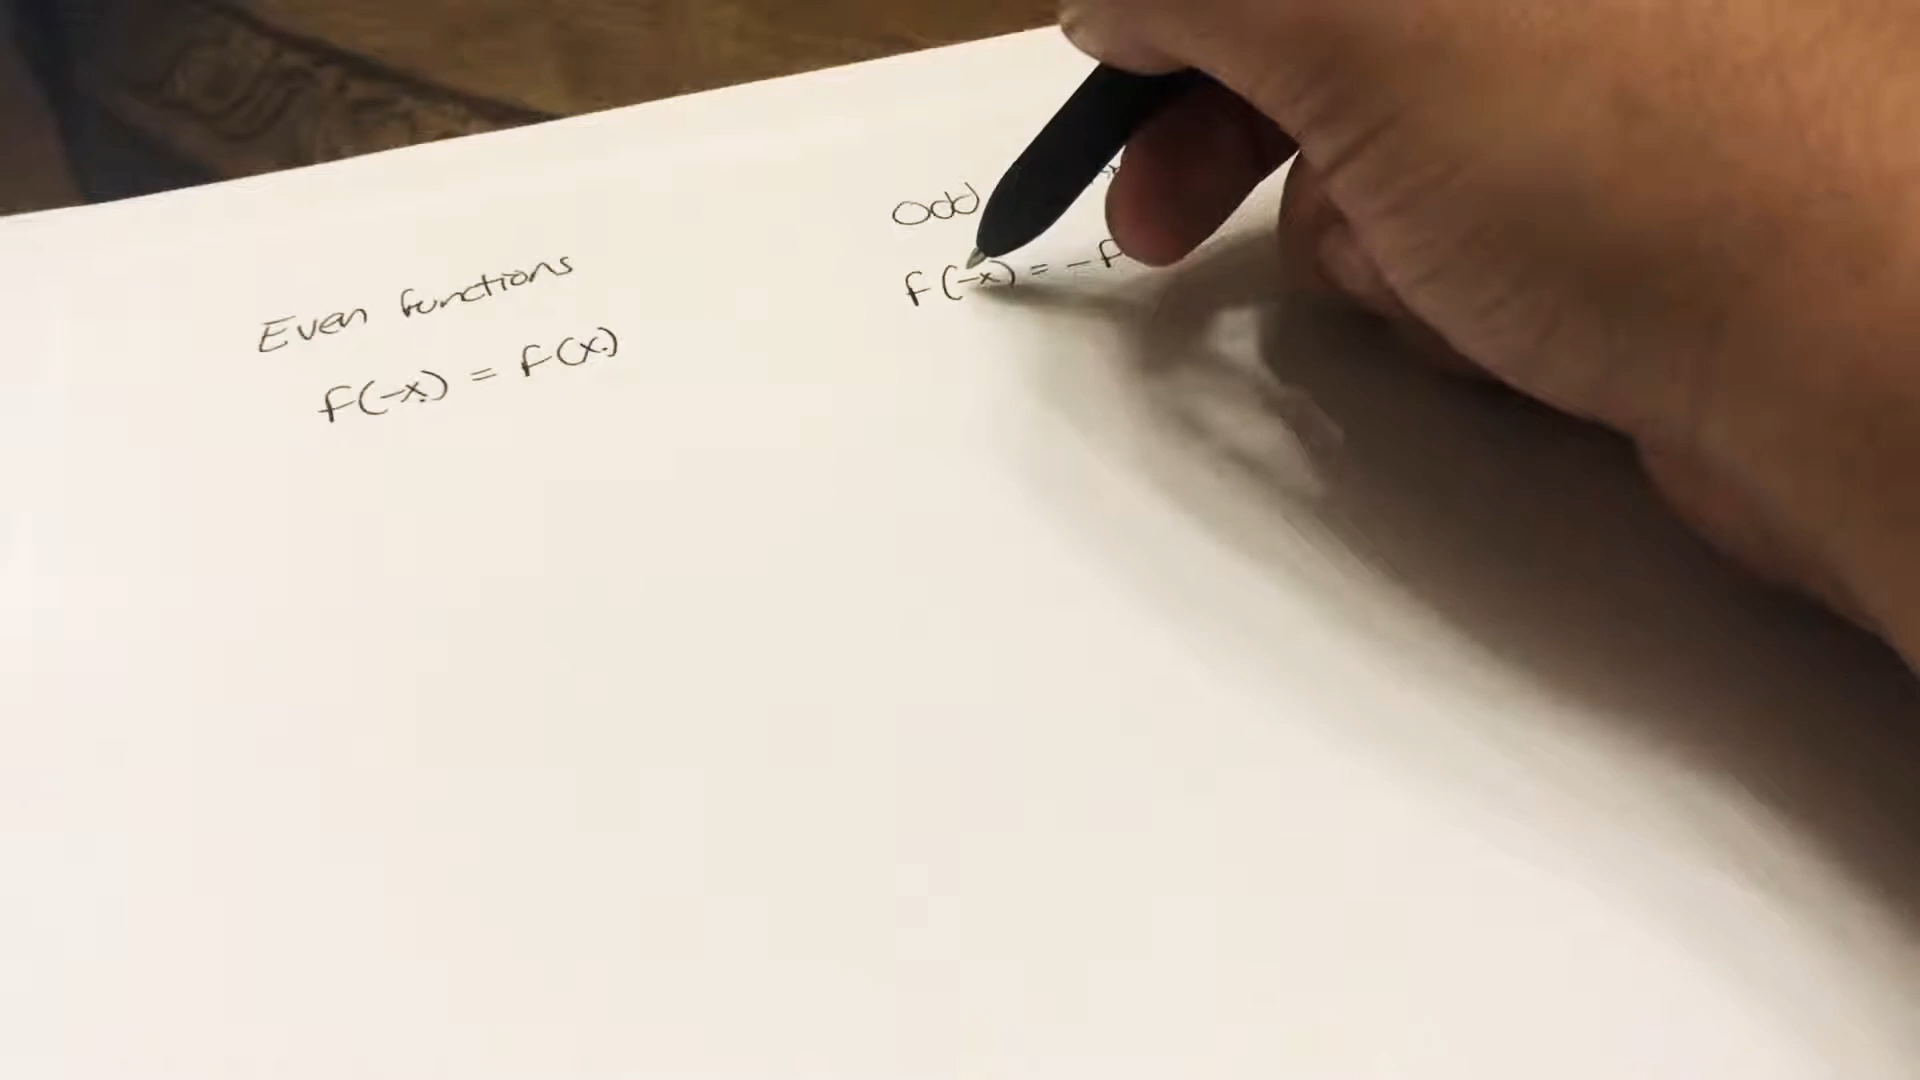 Even functions
f(-x) = f(x)
Odd
f(-x) = -f